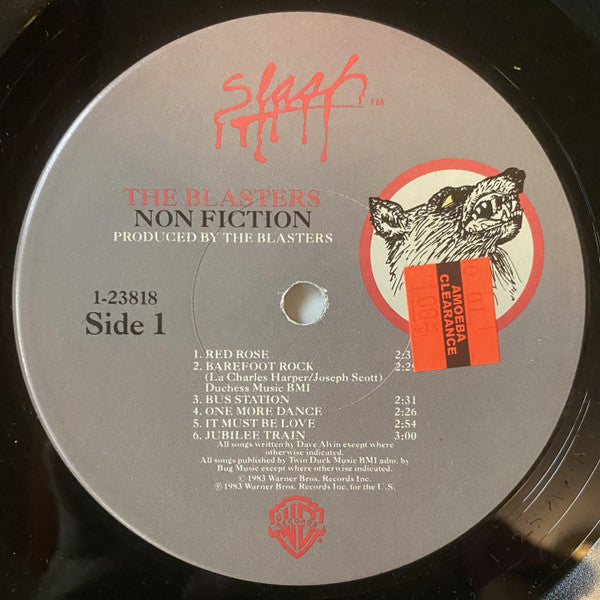 Slash
TM
THE BLASTERS
NON FICTION
PRODUCED BY THE BLASTERS
1-23818
Side 1
AMOEBA
CLEARANCE
1. RED ROSE
2. BAREFOOT ROCK
(La Charles Harper/Joseph Scott)
Duchess Music BMI
3. BUS STATION 2:31
4. ONE MORE DANCE 2:26
5. IT MUST BE LOVE 2:54
6. JUBILEE TRAIN 3:00
All songs written by Dave Alvin except where
otherwise indicated.
All songs published by Twin Duck Music BMI adm. by
Bug Music except where otherwise indicated.
© 1983 Warner Bros. Records Inc.
℗ 1983 Warner Bros. Records Inc. for the U.S.
WB
RECORDS
®